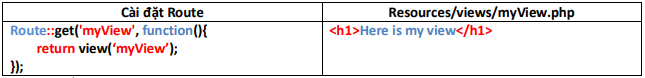 Cài đặt Route
Resources/views/myView.php
Route::get('myView', function(){
return view(‘myView’);
});
<h1>Here is my view</h1>